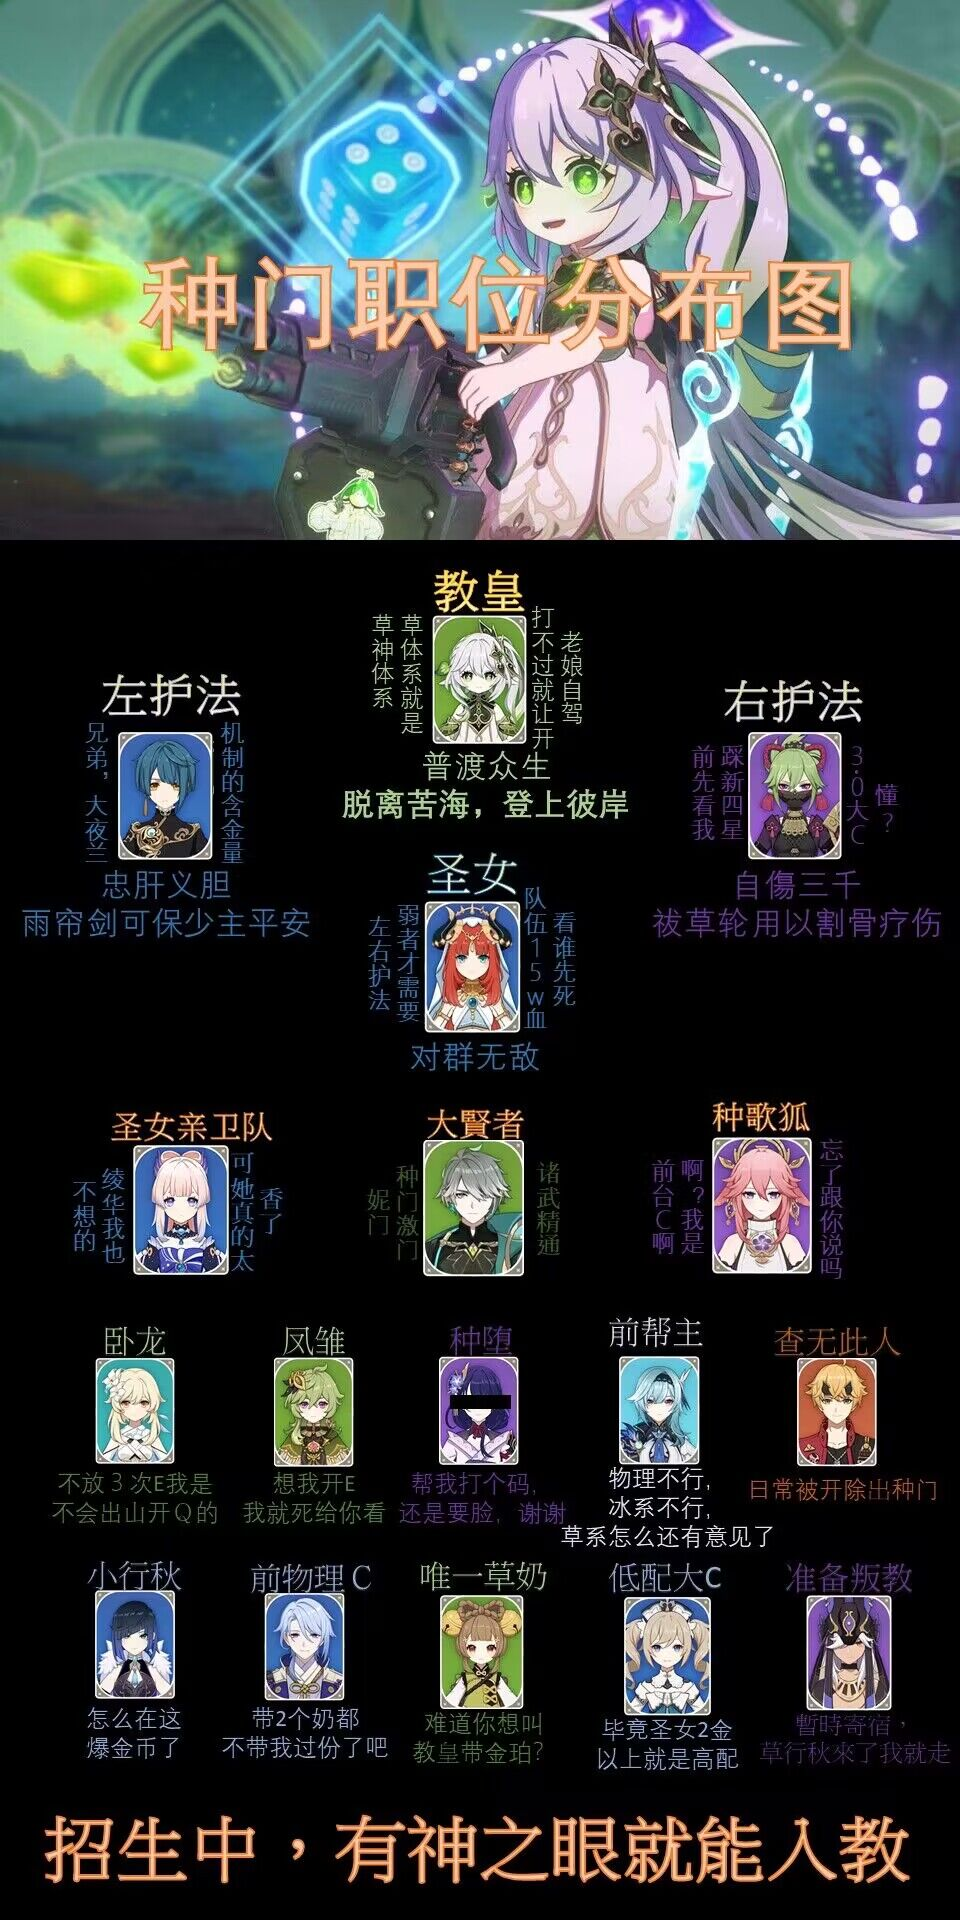 种门职位分布图
教皇
草体系就是
草神体系
老娘自驾
打不过就让开
普渡众生
脱离苦海，登上彼岸
左护法
兄弟，大夜兰
机制的含金量
忠肝义胆
雨帘剑可保少主平安
右护法
踩新四星
前先看我
3.0大C
懂?
自傷三千
祓草轮用以割骨疗伤
圣女
弱者才需要
左右护法
队伍15w血
看谁先死
对群无敌
圣女亲卫队
绫华我也
不想的
可她真的太
香了
大賢者
种门激门
妮门
诸武精通
种歌狐
啊?我是
前台C啊
忘了跟你说吗
卧龙
不放３次E我是
不会出山开Q的
凤雏
想我开E
我就死给你看
种堕
帮我打个码，
还是要脸，谢谢
前帮主
物理不行，
冰系不行，
草系怎么还有意见了
查无此人
日常被开除出种门
小行秋
怎么在这
爆金币了
前物理C
带2个奶都
不带我过份了吧
唯一草奶
难道你想叫
教皇带金珀?
低配大C
毕竟圣女2金
以上就是高配
准备叛教
暫時寄宿，
草行秋來了我就走
招生中，有神之眼就能入教